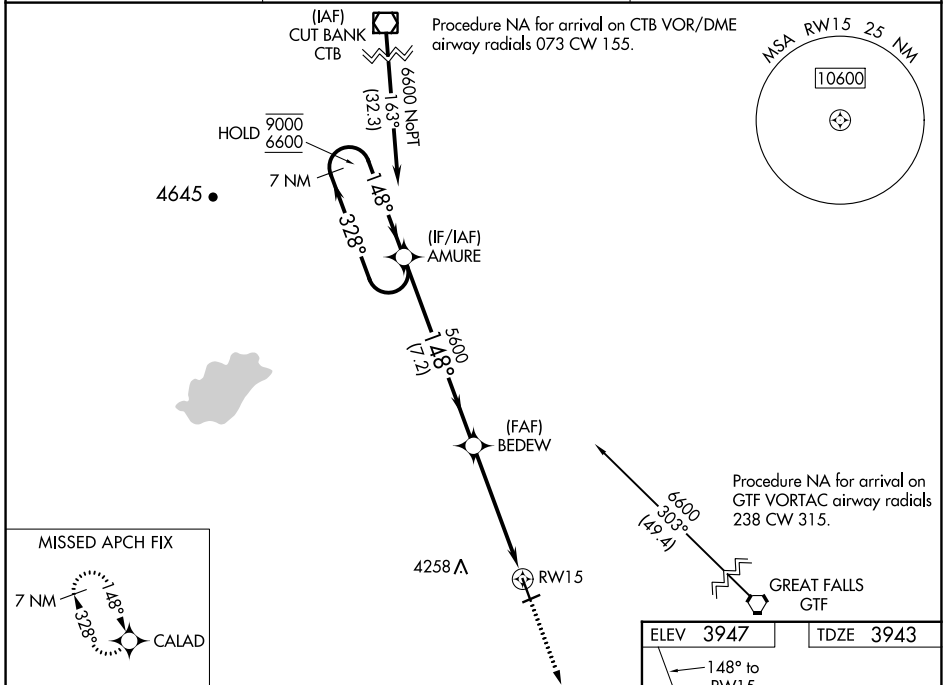 (IAF)
CUT BANK
CTB
Procedure NA for arrival on CTB VOR/DME
airway radials 073 CW 155.
MSA RW15 25 NM
10600
6600 NoPT
163°
(32.3)
HOLD 9000
6600
7 NM
148°
328°
4645
(IF/IAF)
AMURE
5600
148°
(7.2)
(FAF)
BEDEW
Procedure NA for arrival on
GTF VORTAC airway radials
238 CW 315.
6600
303°
(49.4)
GREAT FALLS
GTF
4258
RW15
MISSED APCH FIX
7 NM
148°
328°
CALAD
ELEV 3947
TDZE 3943
148° to
RW15